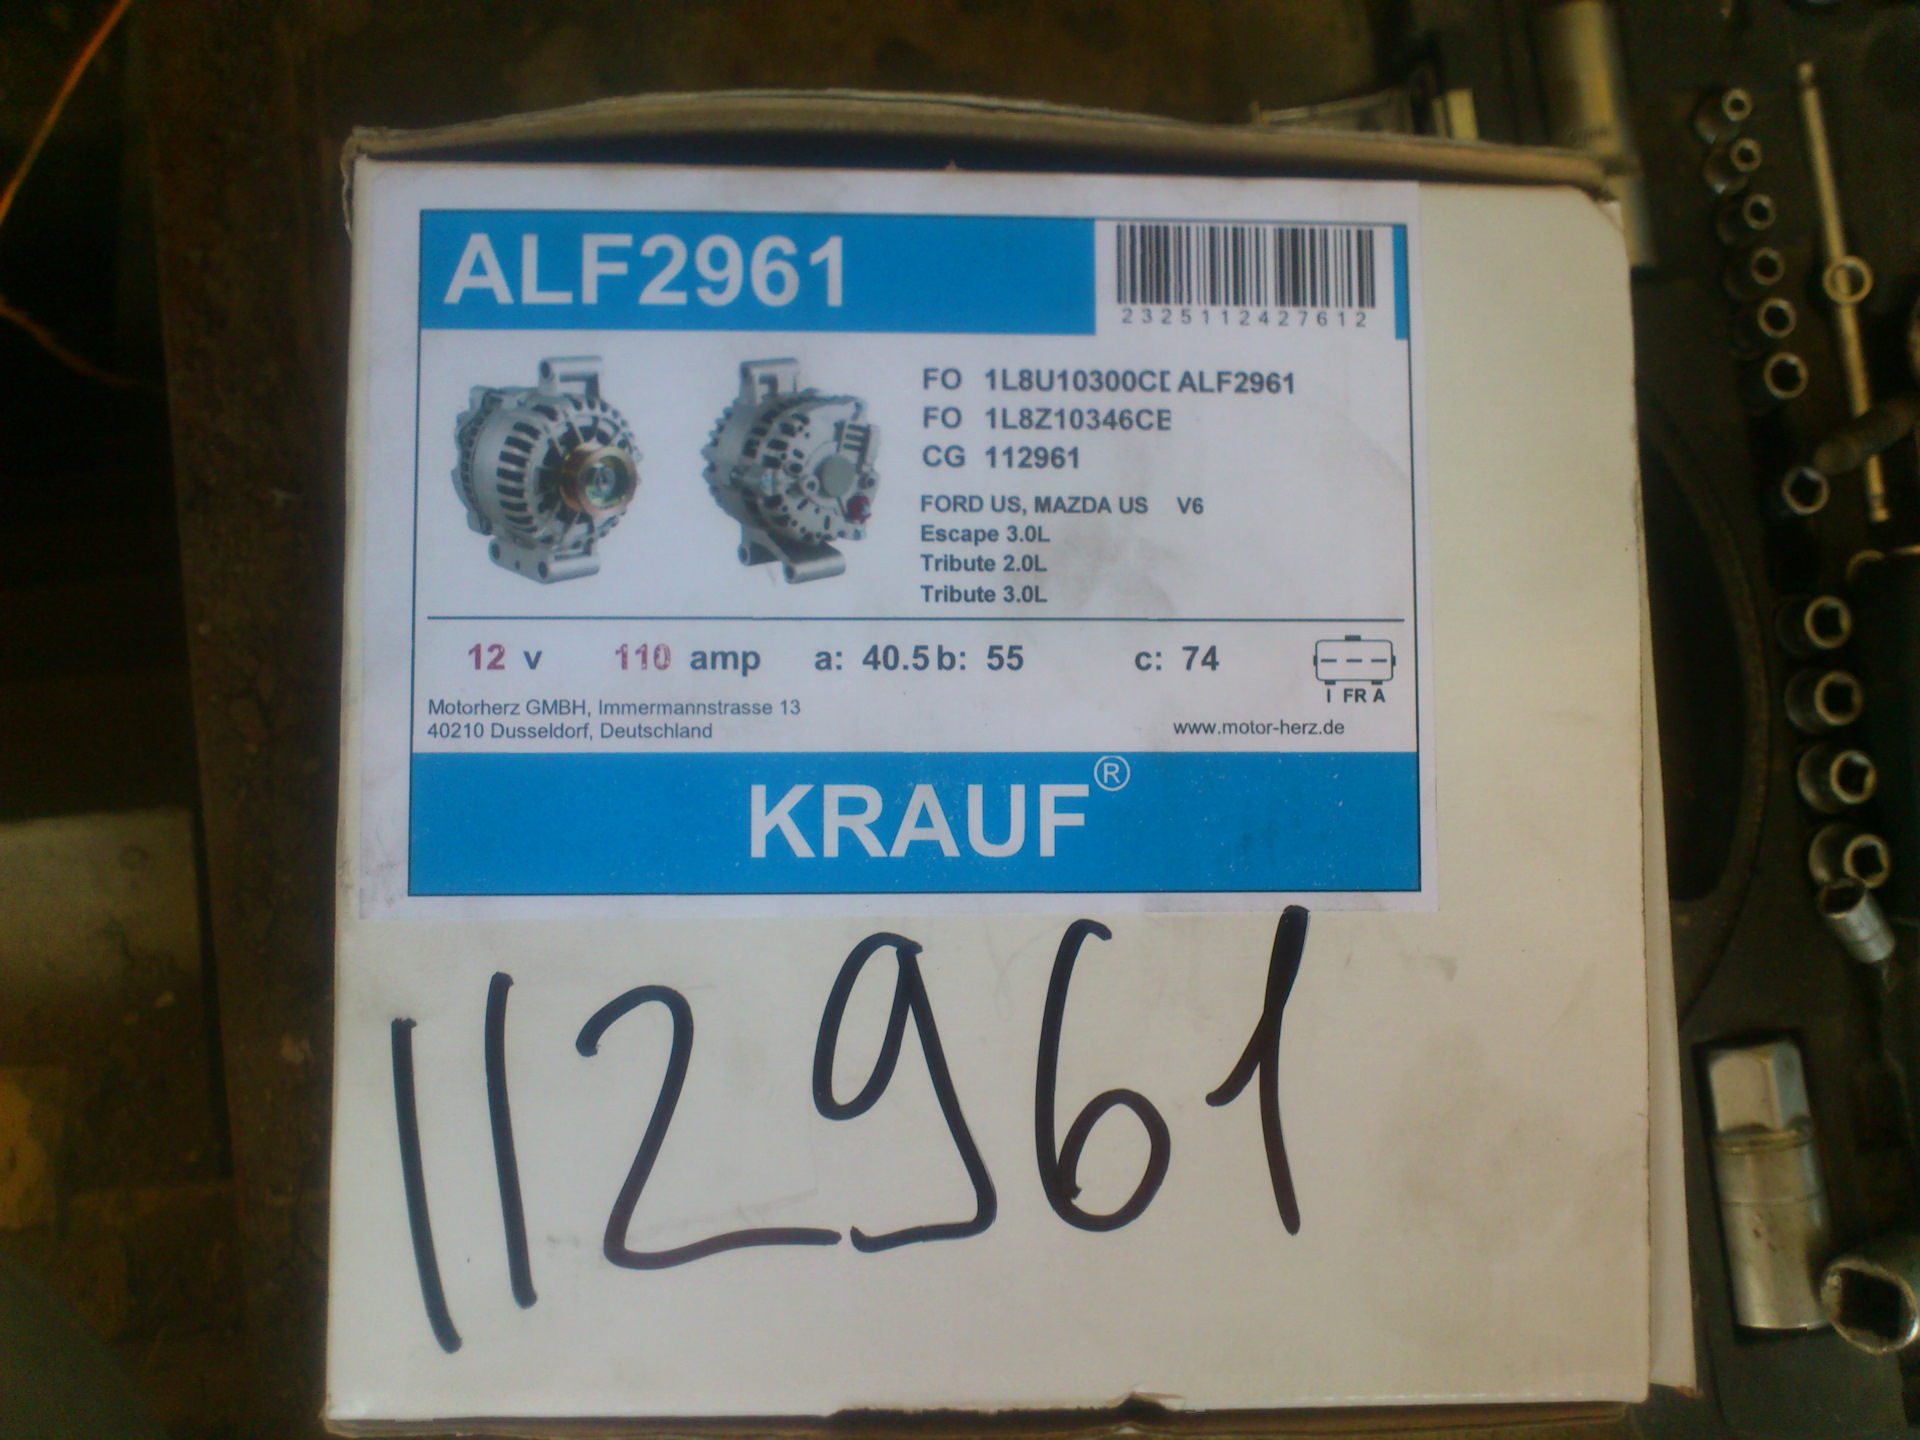 ALF2961
2325112427612
FO 1L8U10300CD ALF2961
FO 1L8Z10346CE
CG 112961
FORD US, MAZDA US V6
Escape 3.0L
Tribute 2.0L
Tribute 3.0L
12 v 110 amp a: 40.5 b: 55 c: 74
I FR A
Motorherz GMBH, Immermannstrasse 13
40210 Dusseldorf, Deutschland
www.motor-herz.de
KRAUF®
112961